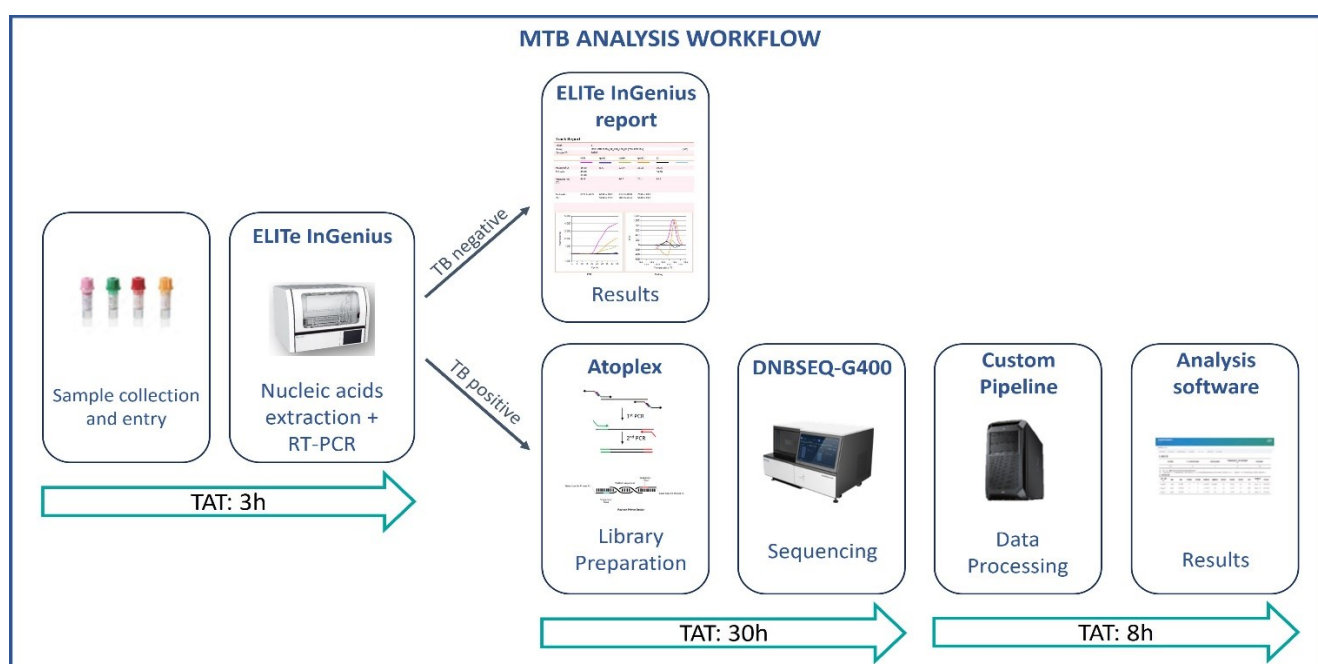 MTB ANALYSIS WORKFLOW
ELITe InGenius
report
Results
TB negative
Sample collection
and entry
ELITe InGenius
Nucleic acids
extraction +
RT-PCR
TB positive
Atoplex
1st PCR
2nd PCR
Library
Preparation
DNBSEQ-G400
Sequencing
Custom
Pipeline
Data
Processing
Analysis
software
Results
TAT: 3h
TAT: 30h
TAT: 8h